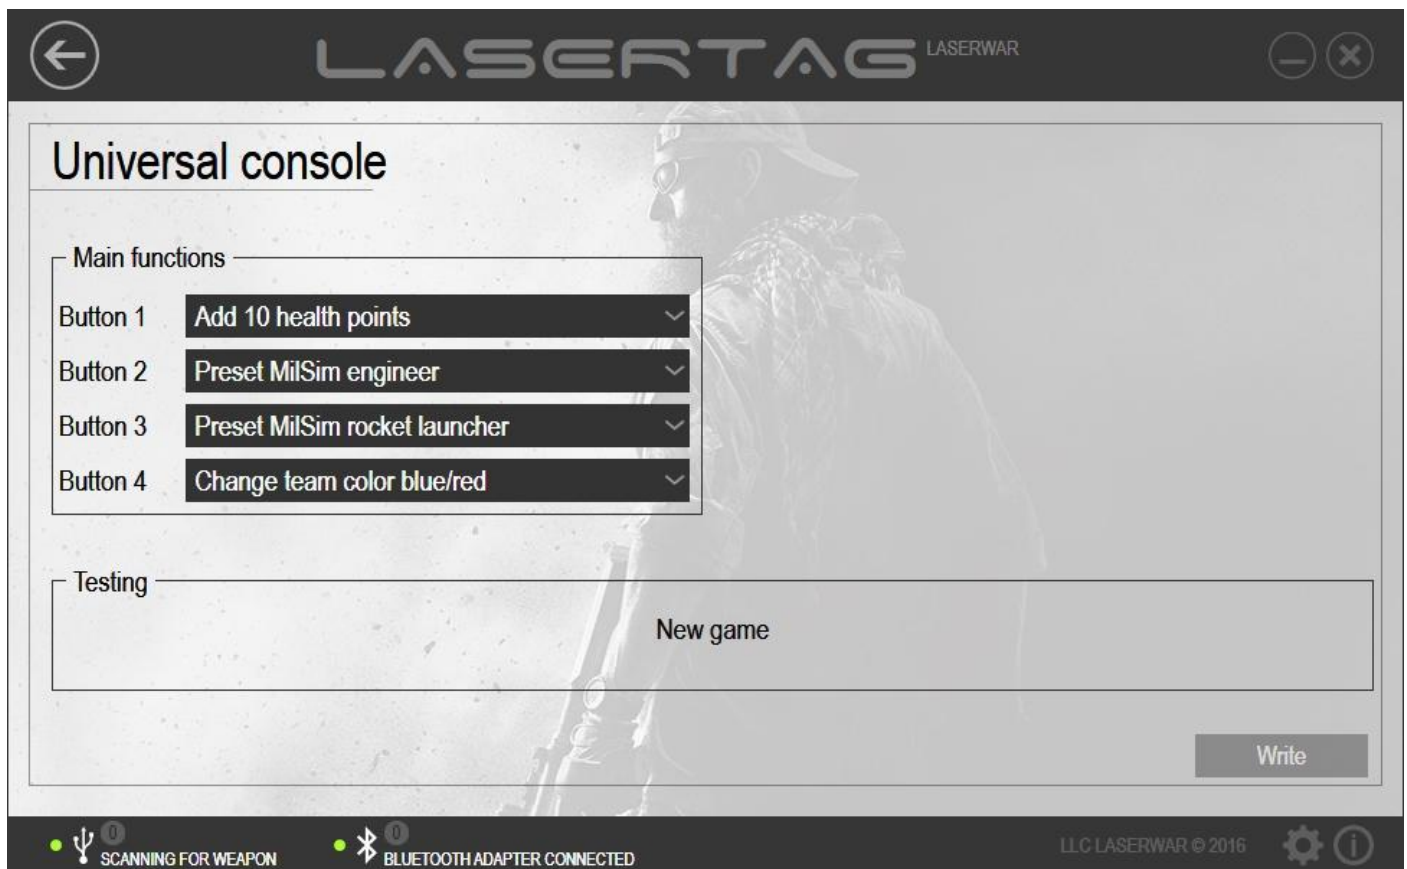 LASERTAG LASERWAR
Universal console
Main functions
Button 1 Add 10 health points
Button 2 Preset MilSim engineer
Button 3 Preset MilSim rocket launcher
Button 4 Change team color blue/red
Testing
New game
Write
0 0
SCANNING FOR WEAPON BLUETOOTH ADAPTER CONNECTED LLC LASERWAR © 2016